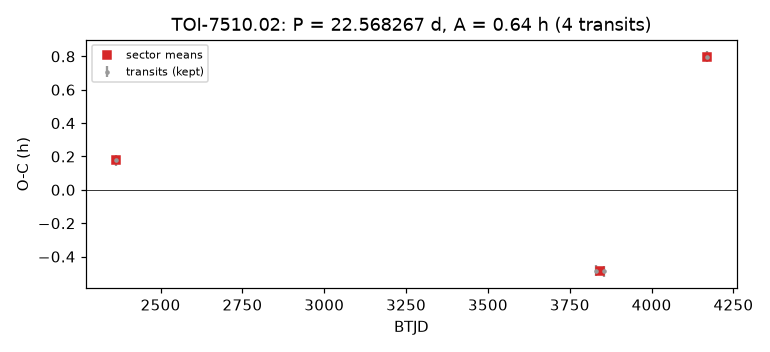 TOI-7510.02: P = 22.568267 d, A = 0.64 h (4 transits)
sector means
transits (kept)
O-C (h)
0.8
0.6
0.4
0.2
0.0
−0.2
−0.4
2500 2750 3000 3250 3500 3750 4000 4250
BTJD